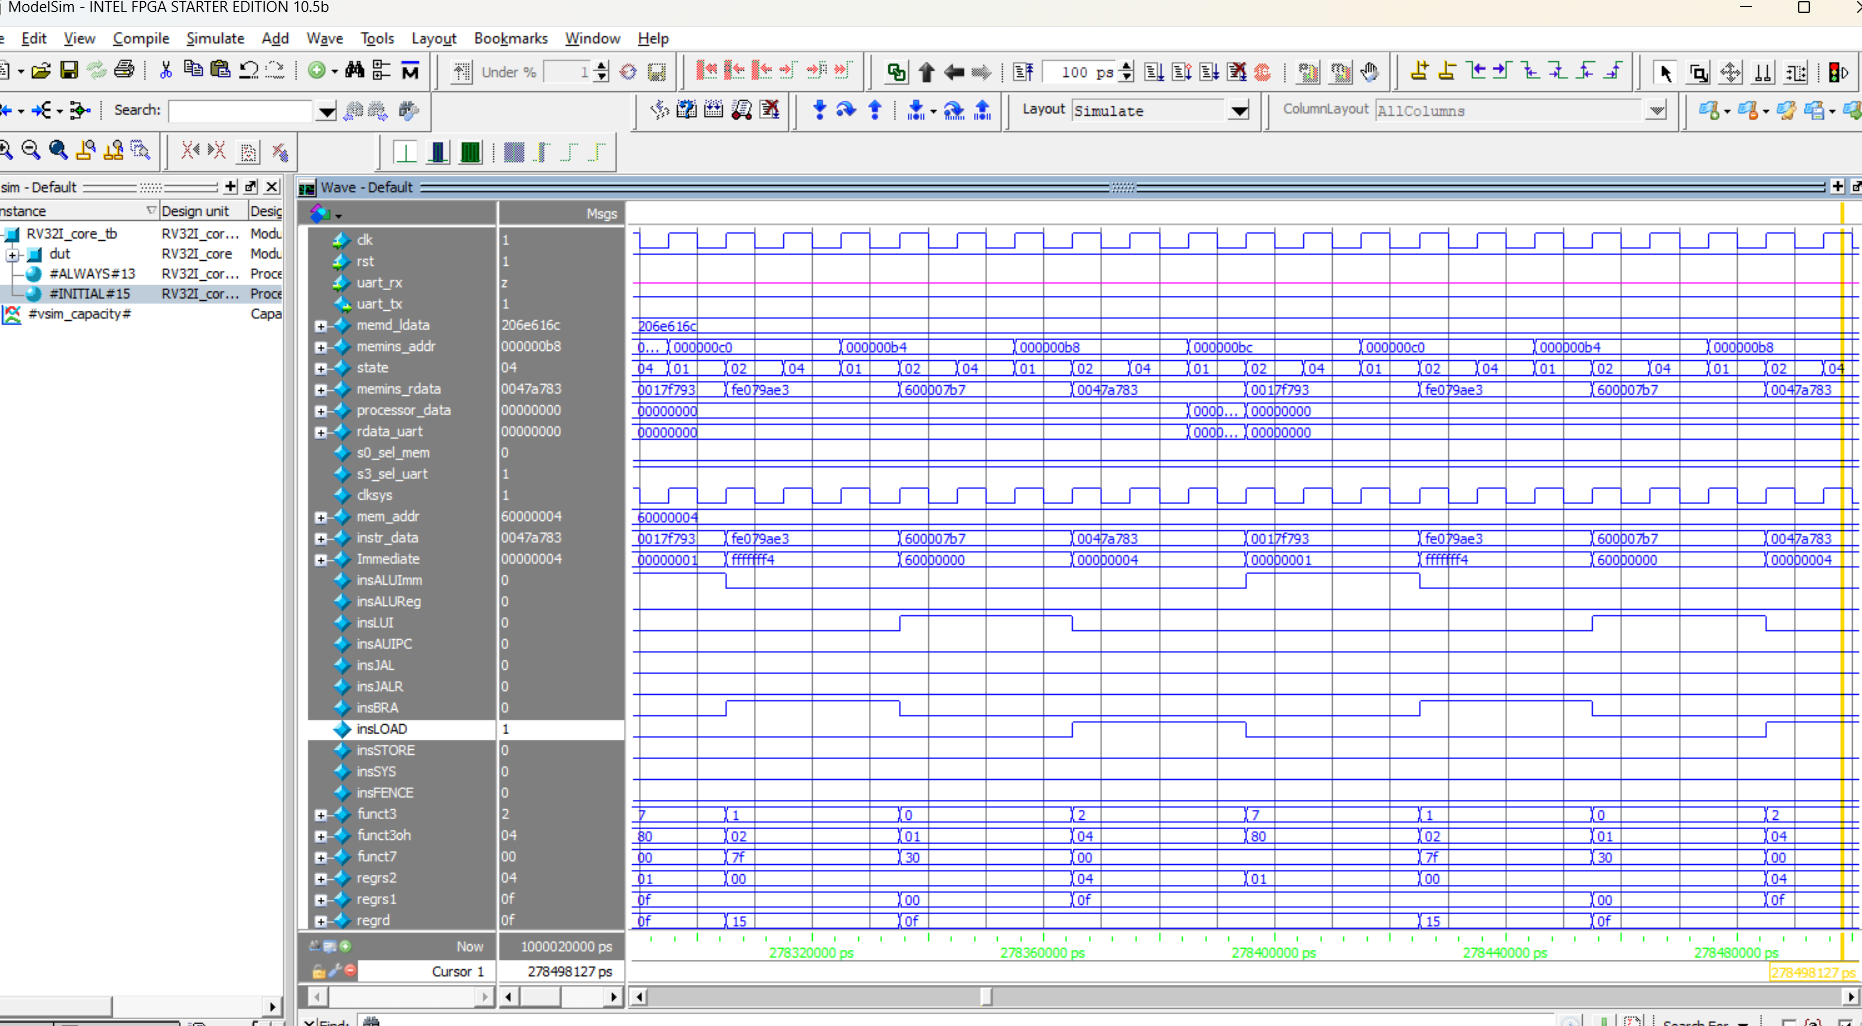 ModelSim - INTEL FPGA STARTER EDITION 10.5b
Edit View Compile Simulate Add Wave Tools Layout Bookmarks Window Help
Under % 1 100 ps
Search: Layout Simulate ColumnLayout AllColumns
sim - Default
Wave - Default
nstance Design unit Desig
Msgs
RV32I_core_tb RV32I_cor... Modu
dut RV32I_core Modu
#ALWAYS#13 RV32I_cor... Proce
#INITIAL#15 RV32I_cor... Proce
#vsim_capacity# Capa
clk 1
rst 1
uart_rx z
uart_tx 1
memd_ldata 206e616c 206e616c
memins_addr 000000b8 0... 000000c0 000000b4 000000b8 000000bc 000000c0 000000b4 000000b8
state 04 04 01 02 04 01 02 04 01 02 04 01 02 04 01 02 04 01 02 04 01 02 04
memins_rdata 0047a783 0017f793 fe079ae3 600007b7 0047a783 0017f793 fe079ae3 600007b7 0047a783
processor_data 00000000 00000000 0000... 00000000
rdata_uart 00000000 00000000 0000... 00000000
s0_sel_mem 0
s3_sel_uart 1
clksys 1
mem_addr 60000004 60000004
instr_data 0047a783 0017f793 fe079ae3 600007b7 0047a783 0017f793 fe079ae3 600007b7 0047a783
Immediate 00000004 00000001 fffffff4 60000000 00000004 00000001 fffffff4 60000000 00000004
insALUImm 0
insALUReg 0
insLUI 0
insAUIPC 0
insJAL 0
insJALR 0
insBRA 0
insLOAD 1
insSTORE 0
insSYS 0
insFENCE 0
funct3 2 7 1 0 2 7 1 0 2
funct3oh 04 80 02 01 04 80 02 01 04
funct7 00 00 7f 30 00 7f 30 00
regrs2 04 01 00 04 01 00 04
regrs1 0f 0f 00 0f 00 0f
regrd 0f 0f 15 0f 15 0f
Now 1000020000 ps 278320000 ps 278360000 ps 278400000 ps 278440000 ps 278480000 ps
Cursor 1 278498127 ps 278498127 ps